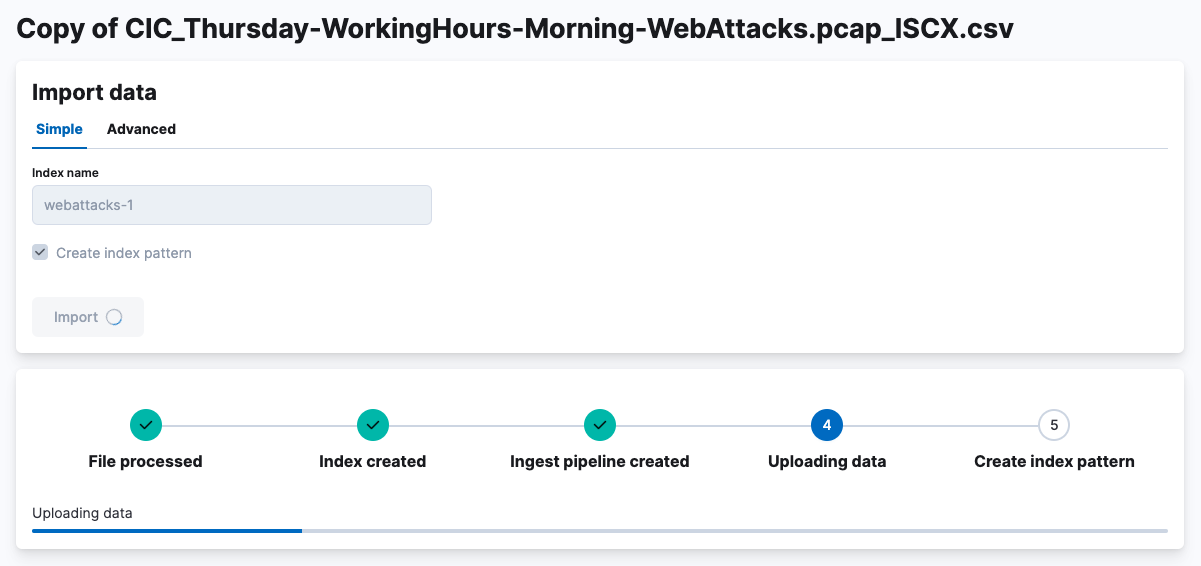 Copy of CIC_Thursday-WorkingHours-Morning-WebAttacks.pcap_ISCX.csv
Import data
Simple Advanced
Index name
webattacks-1
Create index pattern
Import
4 5
File processed Index created Ingest pipeline created Uploading data Create index pattern
Uploading data